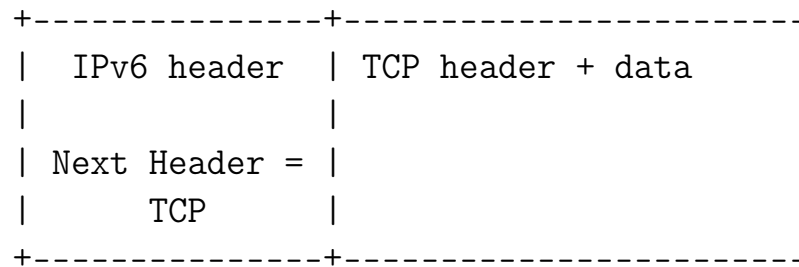 +---------------+------------------------
|  IPv6 header  | TCP header + data
|               |
| Next Header = |
|      TCP      |
+---------------+------------------------